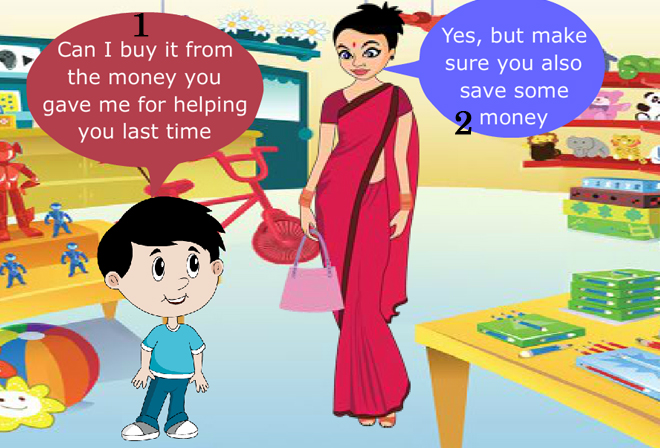 1
Can I buy it from
the money you
gave me for helping
you last time
Yes, but make
sure you also
save some
2 money